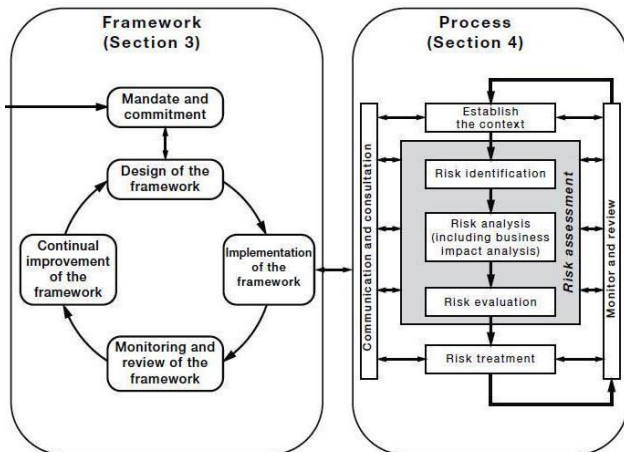 Framework
(Section 3)
Mandate and
commitment
Design of the
framework
Continual
improvement
of the
framework
Implementation
of the
framework
Monitoring and
review of the
framework
Process
(Section 4)
Communication and consultation
Establish
the context
Risk identification
Risk analysis
(including business
impact analysis)
Risk evaluation
Risk assessment
Risk treatment
Monitor and review